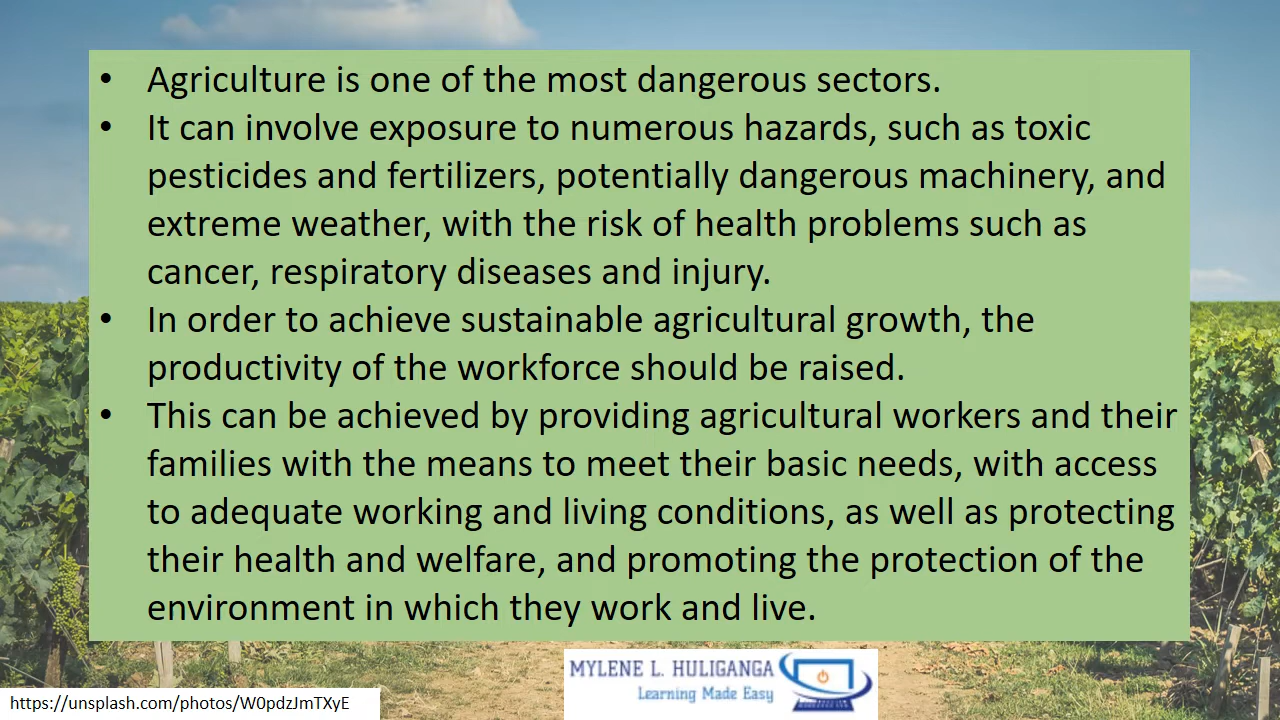 • Agriculture is one of the most dangerous sectors.
• It can involve exposure to numerous hazards, such as toxic
pesticides and fertilizers, potentially dangerous machinery, and
extreme weather, with the risk of health problems such as
cancer, respiratory diseases and injury.
• In order to achieve sustainable agricultural growth, the
productivity of the workforce should be raised.
• This can be achieved by providing agricultural workers and their
families with the means to meet their basic needs, with access
to adequate working and living conditions, as well as protecting
their health and welfare, and promoting the protection of the
environment in which they work and live.
MYLENE L. HULIGANGA
Learning Made Easy
https://unsplash.com/photos/W0pdzJmTXyE